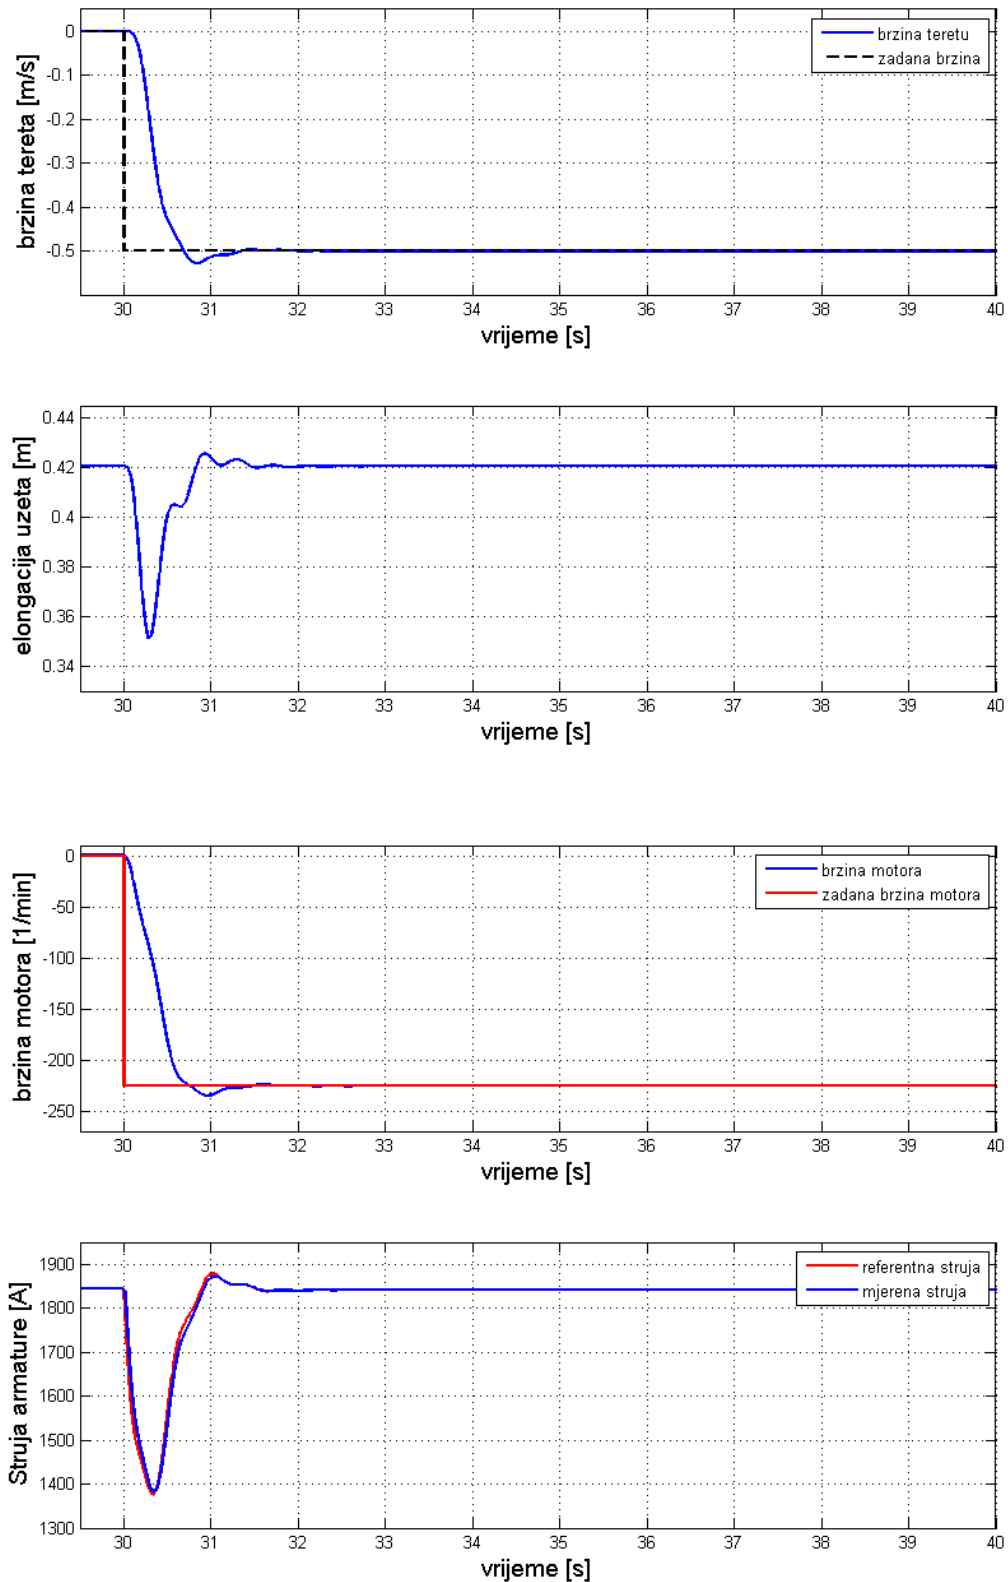 brzina tereta [m/s]
0
-0.1
-0.2
-0.3
-0.4
-0.5
brzina teretu
zadana brzina
30 31 32 33 34 35 36 37 38 39 40
vrijeme [s]
elongacija uzeta [m]
0.44
0.42
0.4
0.38
0.36
0.34
30 31 32 33 34 35 36 37 38 39 40
vrijeme [s]
brzina motora [1/min]
0
-50
-100
-150
-200
-250
brzina motora
zadana brzina motora
30 31 32 33 34 35 36 37 38 39 40
vrijeme [s]
Struja armature [A]
1900
1800
1700
1600
1500
1400
1300
referentna struja
mjerena struja
30 31 32 33 34 35 36 37 38 39 40
vrijeme [s]